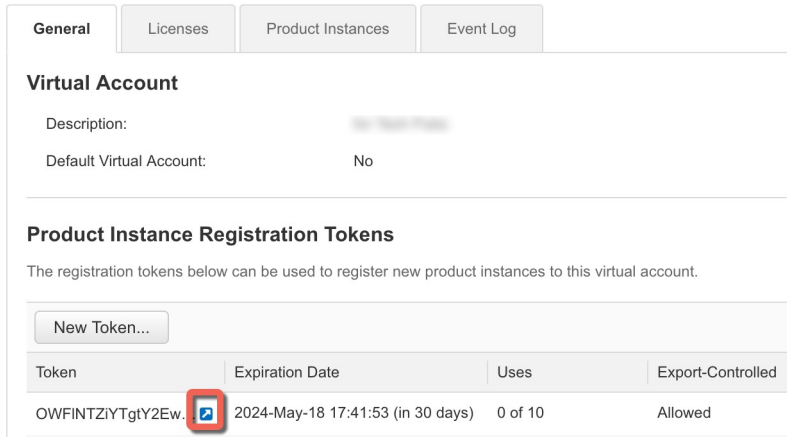 General Licenses Product Instances Event Log
Virtual Account
Description:
Default Virtual Account: No
Product Instance Registration Tokens
The registration tokens below can be used to register new product instances to this virtual account.
New Token...
Token Expiration Date Uses Export-Controlled
OWFlNTZiYTgtY2Ew... 2024-May-18 17:41:53 (in 30 days) 0 of 10 Allowed